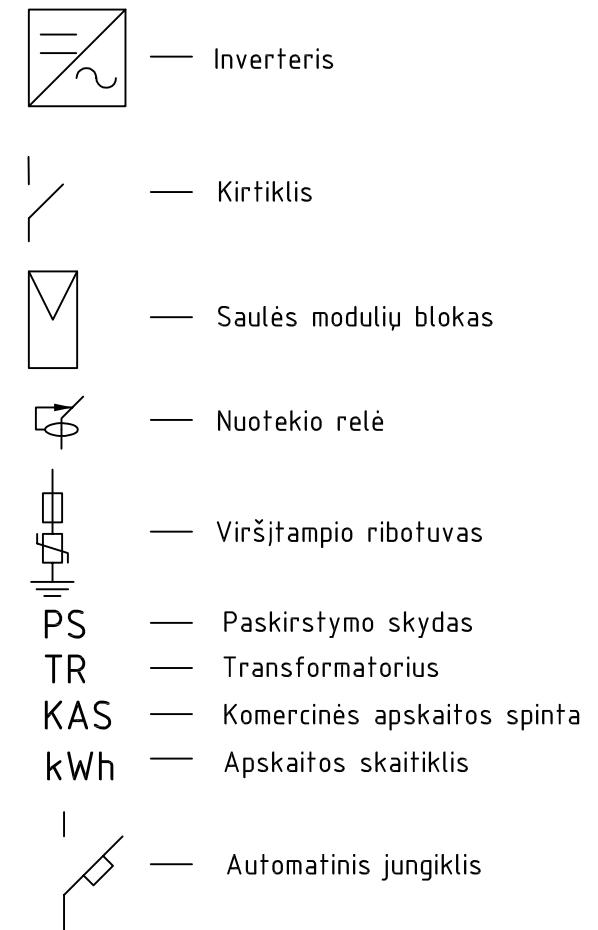 Inverteris
Kirtiklis
Saulės modulių blokas
Nuotekio relė
Viršįtampio ribotuvas
PS — Paskirstymo skydas
TR — Transformatorius
KAS — Komercinės apskaitos spinta
kWh — Apskaitos skaitiklis
Automatinis jungiklis